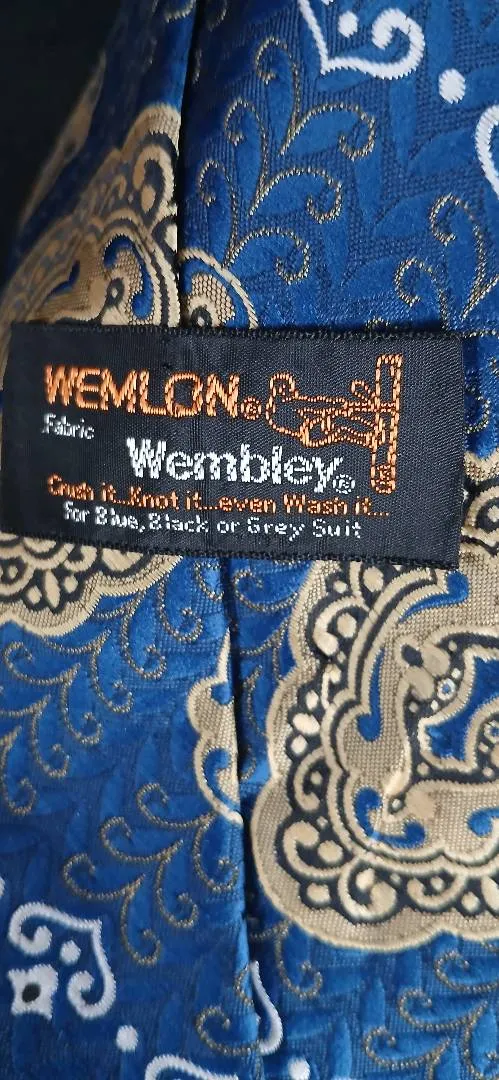 WEMLON®
Fabric
Wembley®
Crush it...Knot it...even Wash it...
for Blue, Black or Grey Suit